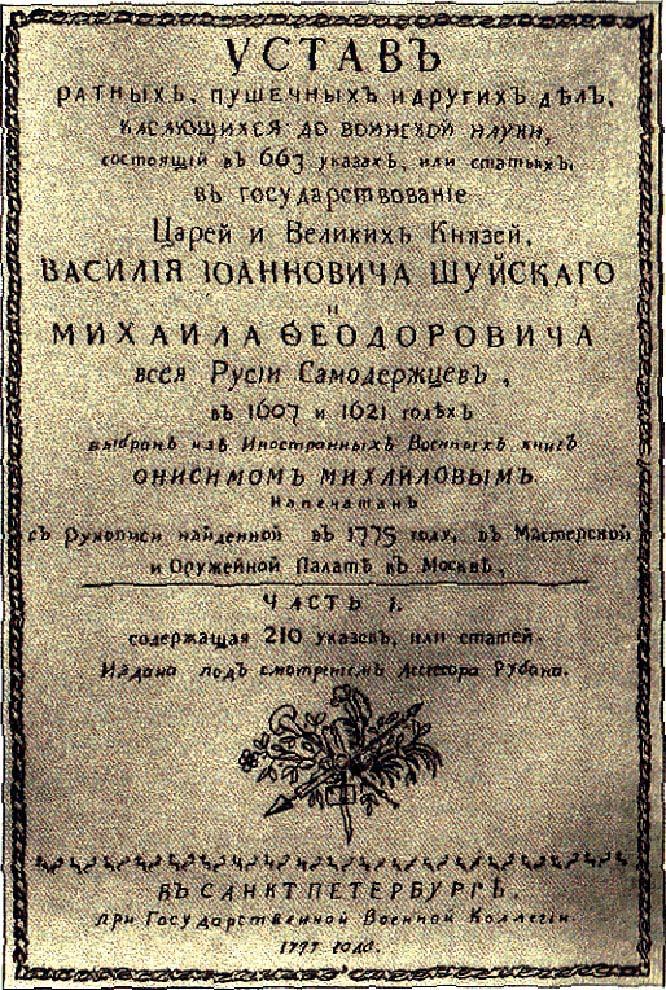 УСТАВЪ
РАТНЫХЪ, ПУШЕЧНЫХЪ И ДРУГИХЪ ДѢЛЪ,
КАСАЮЩИХСЯ ДО ВОИНСКОЙ НАУКИ,
состоящій въ 663 указахъ, или статьяхъ,
въ государствованіе
Царей и Великихъ Князей,
ВАСИЛІЯ ІОАННОВИЧА ШУЙСКАГО
и
МИХАИЛА ѲЕОДОРОВИЧА
всея Русіи Самодержцевъ,
въ 1607 и 1621 годѣхъ
выбранъ изъ Иностранныхъ Военныхъ книгъ
ОНИСИМОМЪ МИХАЙЛОВЫМЪ
Напечатанъ
съ рукописи найденной въ 1775 году, въ Мастерской
и Оружейной Палатѣ въ Москвѣ,
ЧАСТЬ I.
содержащая 210 указовъ, или статей.
Издана подъ смотреніемъ Рубана.
ВЪ САНКТПЕТЕРБУРГѢ,
при Государственной Военной Коллегіи
1777 года.